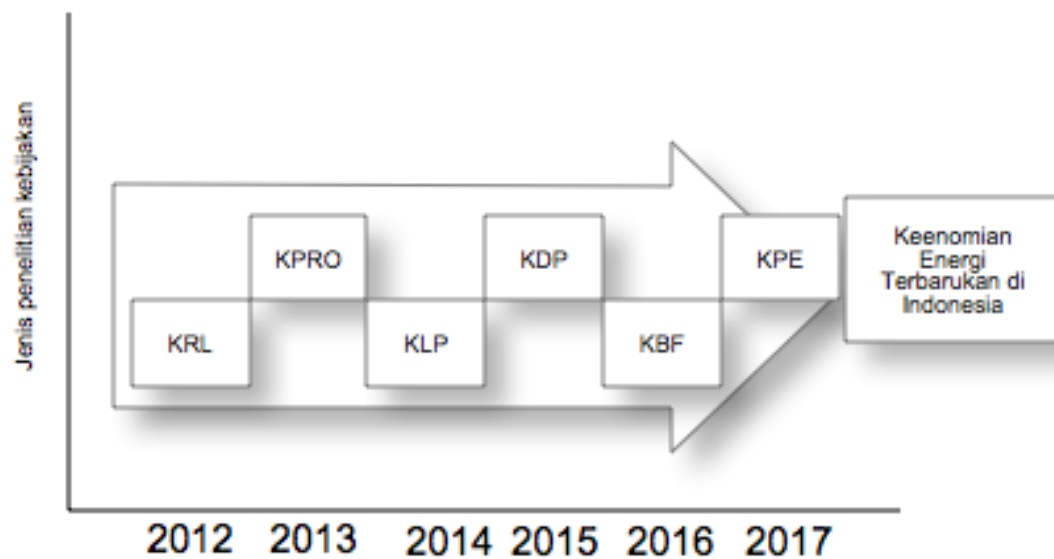 Jenis penelitian kebijakan
KPRO
KDP
KPE
KRL
KLP
KBF
Keenomian
Energi
Terbarukan di
Indonesia
2012 2013 2014 2015 2016 2017